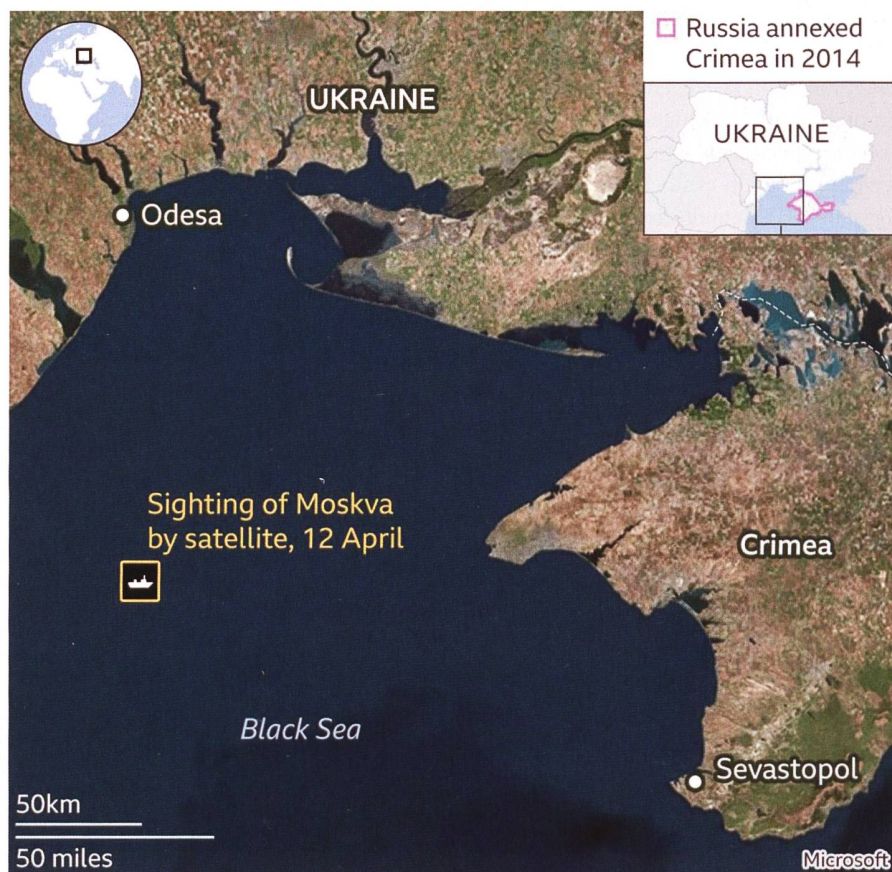 Russia annexed
Crimea in 2014
UKRAINE
UKRAINE
Odesa
Sighting of Moskva
by satellite, 12 April
Crimea
Black Sea
Sevastopol
50km
50 miles
Microsoft